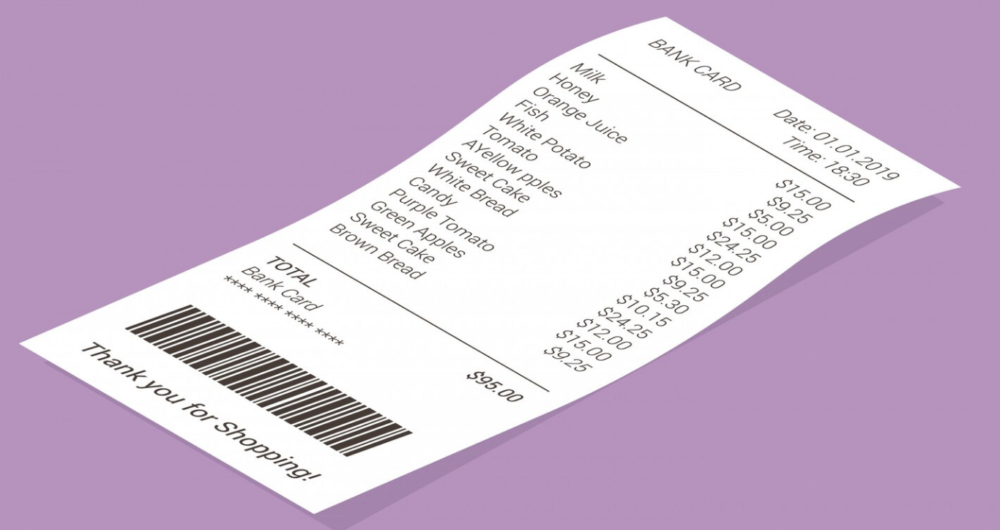 BANK CARD
Date: 01.01.2019
Time: 18:30
Milk $15.00
Honey $9.25
Orange Juice $5.00
Fish $15.00
White Potato $24.25
Tomato $12.00
AYellow pples $15.00
Sweet Cake $9.25
White Bread $5.30
Candy $10.15
Purple Tomato $24.25
Green Apples $12.00
Sweet Cake $15.00
Brown Bread $9.25
TOTAL $95.00
Bank Card
**** **** **** ****
Thank you for Shopping!